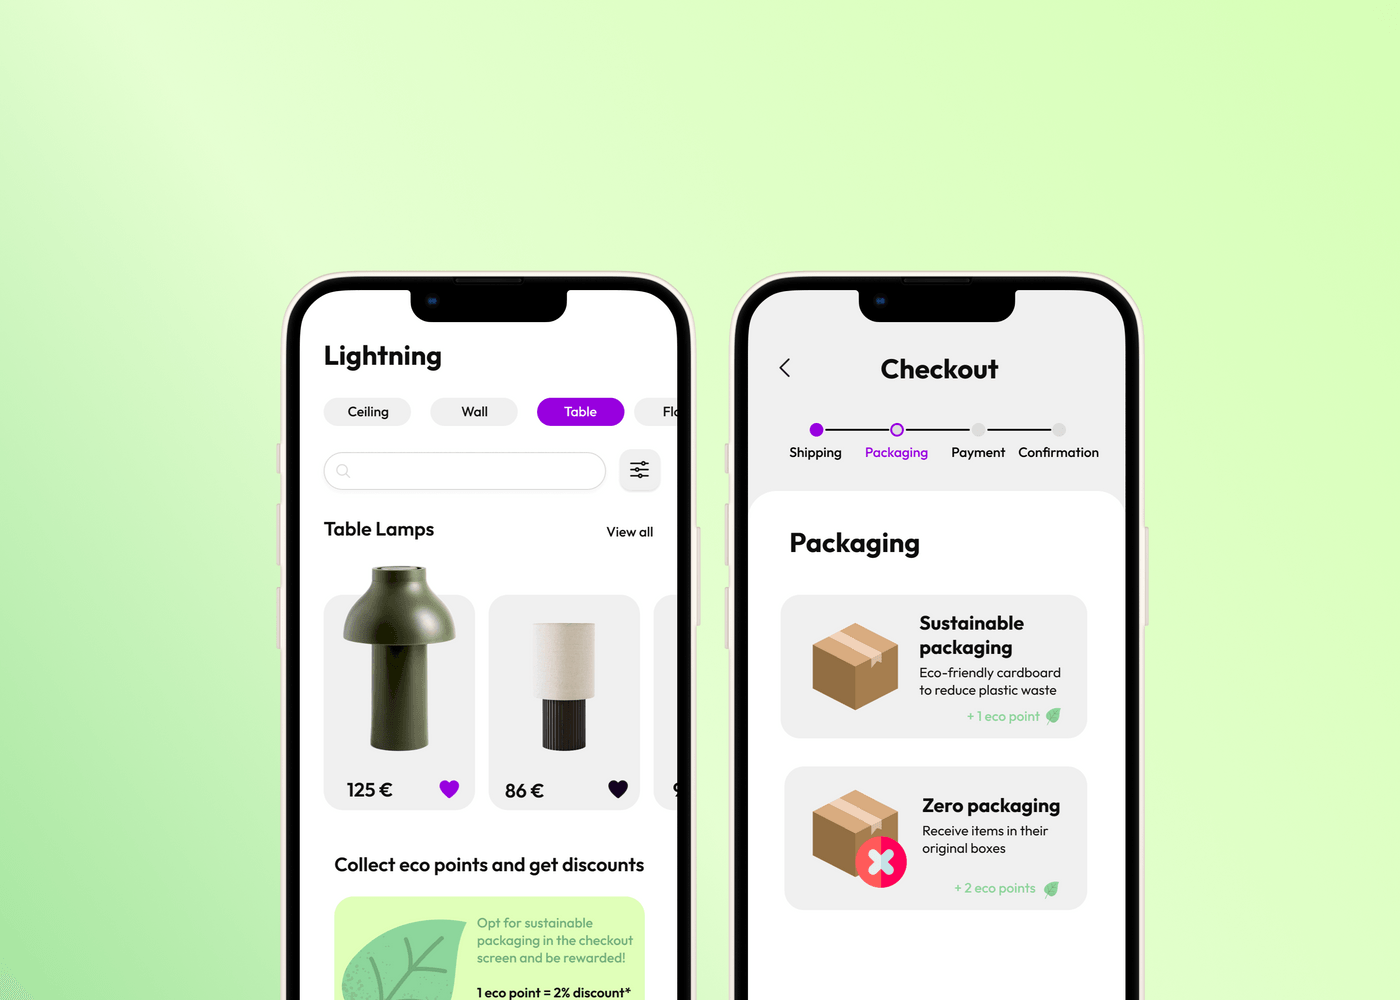 Lightning
Ceiling
Wall
Table
Table Lamps
View all
125 €
86 €
Collect eco points and get discounts
Opt for sustainable
packaging in the checkout
screen and be rewarded!
1 eco point = 2% discount*
Checkout
Shipping
Packaging
Payment
Confirmation
Packaging
Sustainable
packaging
Eco-friendly cardboard
to reduce plastic waste
+ 1 eco point
Zero packaging
Receive items in their
original boxes
+ 2 eco points